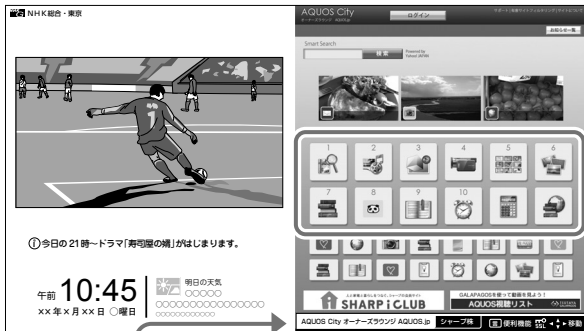 NHK総合・東京
今日の21時～ドラマ「寿司屋の娘」がはじまります。
午前 10:45
××年×月××日 ○曜日
明日の天気
○○○○○○○○○○○○○○○○
○○○○○○○○○○○○
AQUOS City
オーナーズラウンジ AQUOS.jp
ログイン
お知らせ一覧
Smart Search
検索
Powered by
Yahoo! JAPAN
1
2
3
4
5
6
7
8
9
10
SHARP i CLUB
GALAPAGOSを使って動画を見よう!
AQUOS視聴リスト
AQUOS City オーナーズラウンジ AQUOS.jp
シャープ株
便利機能
SSL
移動